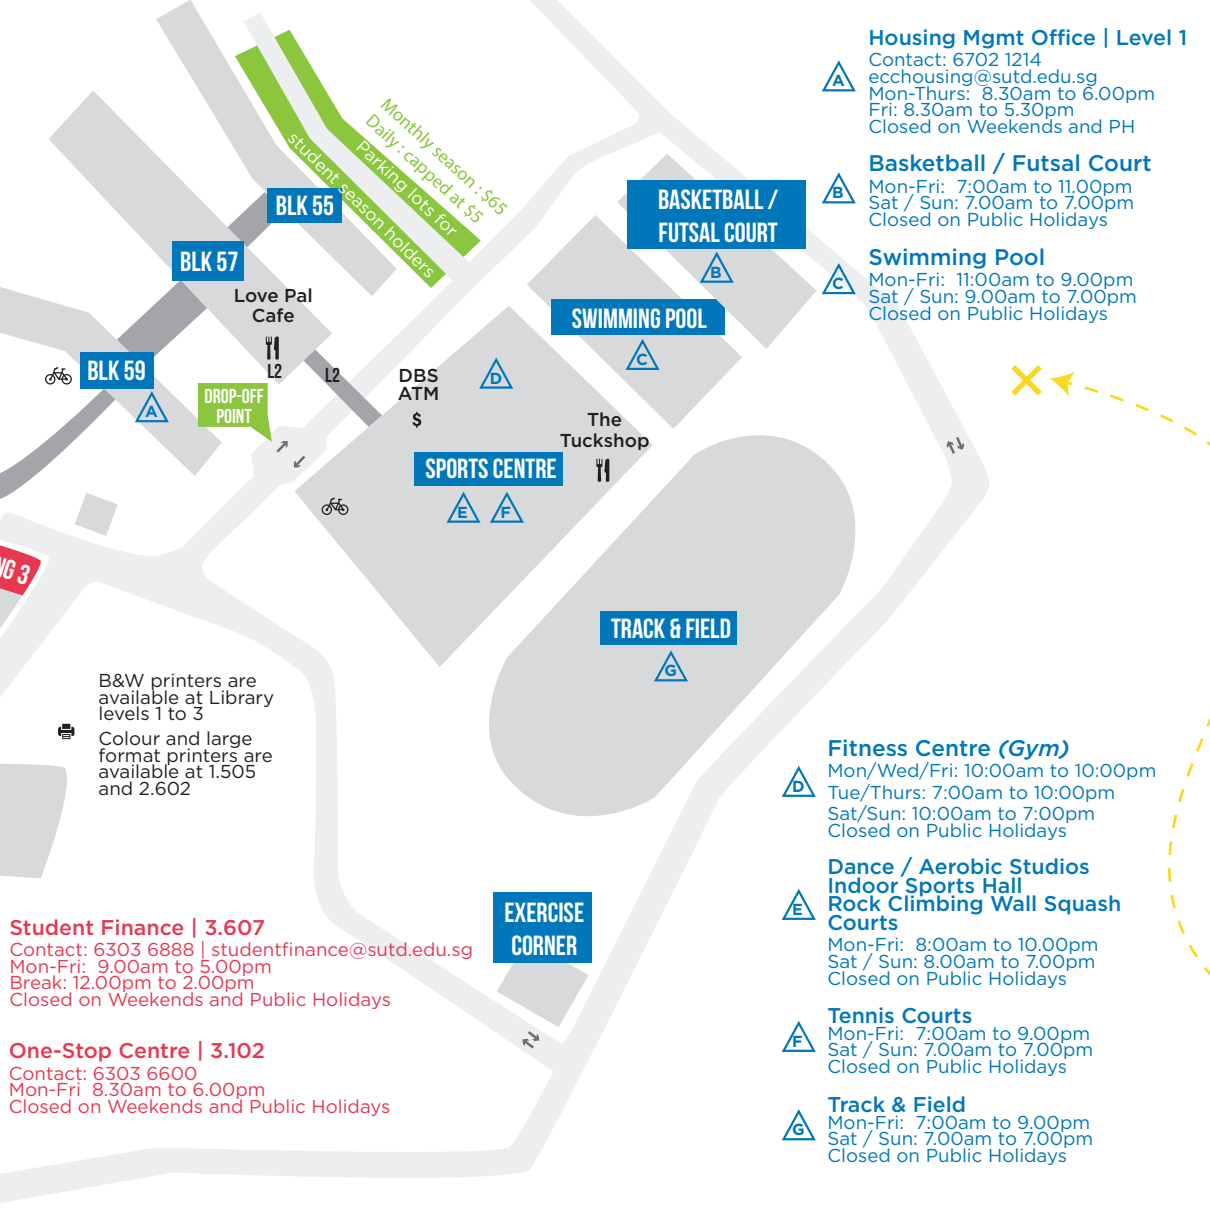 Housing Mgmt Office | Level 1
A
Contact: 6702 1214
ecchousing@sutd.edu.sg
Mon-Thurs:  8.30am to 6.00pm
Fri: 8.30am to 5.30pm
Closed on Weekends and PH
Basketball / Futsal Court
B
Mon-Fri:  7:00am to 11.00pm
Sat / Sun: 7.00am to 7.00pm
Closed on Public Holidays
Swimming Pool
C
Mon-Fri:  11:00am to 9.00pm
Sat / Sun: 9.00am to 7.00pm
Closed on Public Holidays
Monthly season : $65
Daily : capped at $5
Parking lots for
student season holders
BLK 55
BLK 57
Love Pal
Cafe
L2
L2
BLK 59
A
DROP-OFF
POINT
BASKETBALL /
FUTSAL COURT
B
SWIMMING POOL
C
DBS
ATM
$
D
The
Tuckshop
SPORTS CENTRE
E
F
TRACK & FIELD
G
NG 3
B&W printers are
available at Library
levels 1 to 3
Colour and large
format printers are
available at 1.505
and 2.602
EXERCISE
CORNER
Student Finance | 3.607
Contact: 6303 6888 | studentfinance@sutd.edu.sg
Mon-Fri:  9.00am to 5.00pm
Break: 12.00pm to 2.00pm
Closed on Weekends and Public Holidays
One-Stop Centre | 3.102
Contact: 6303 6600
Mon-Fri  8.30am to 6.00pm
Closed on Weekends and Public Holidays
Fitness Centre (Gym)
D
Mon/Wed/Fri: 10:00am to 10:00pm
Tue/Thurs: 7:00am to 10:00pm
Sat/Sun: 10:00am to 7:00pm
Closed on Public Holidays
Dance / Aerobic Studios
Indoor Sports Hall
Rock Climbing Wall Squash
Courts
E
Mon-Fri:  8:00am to 10.00pm
Sat / Sun: 8.00am to 7.00pm
Closed on Public Holidays
Tennis Courts
F
Mon-Fri:  7:00am to 9.00pm
Sat / Sun: 7.00am to 7.00pm
Closed on Public Holidays
Track & Field
G
Mon-Fri:  7:00am to 9.00pm
Sat / Sun: 7.00am to 7.00pm
Closed on Public Holidays